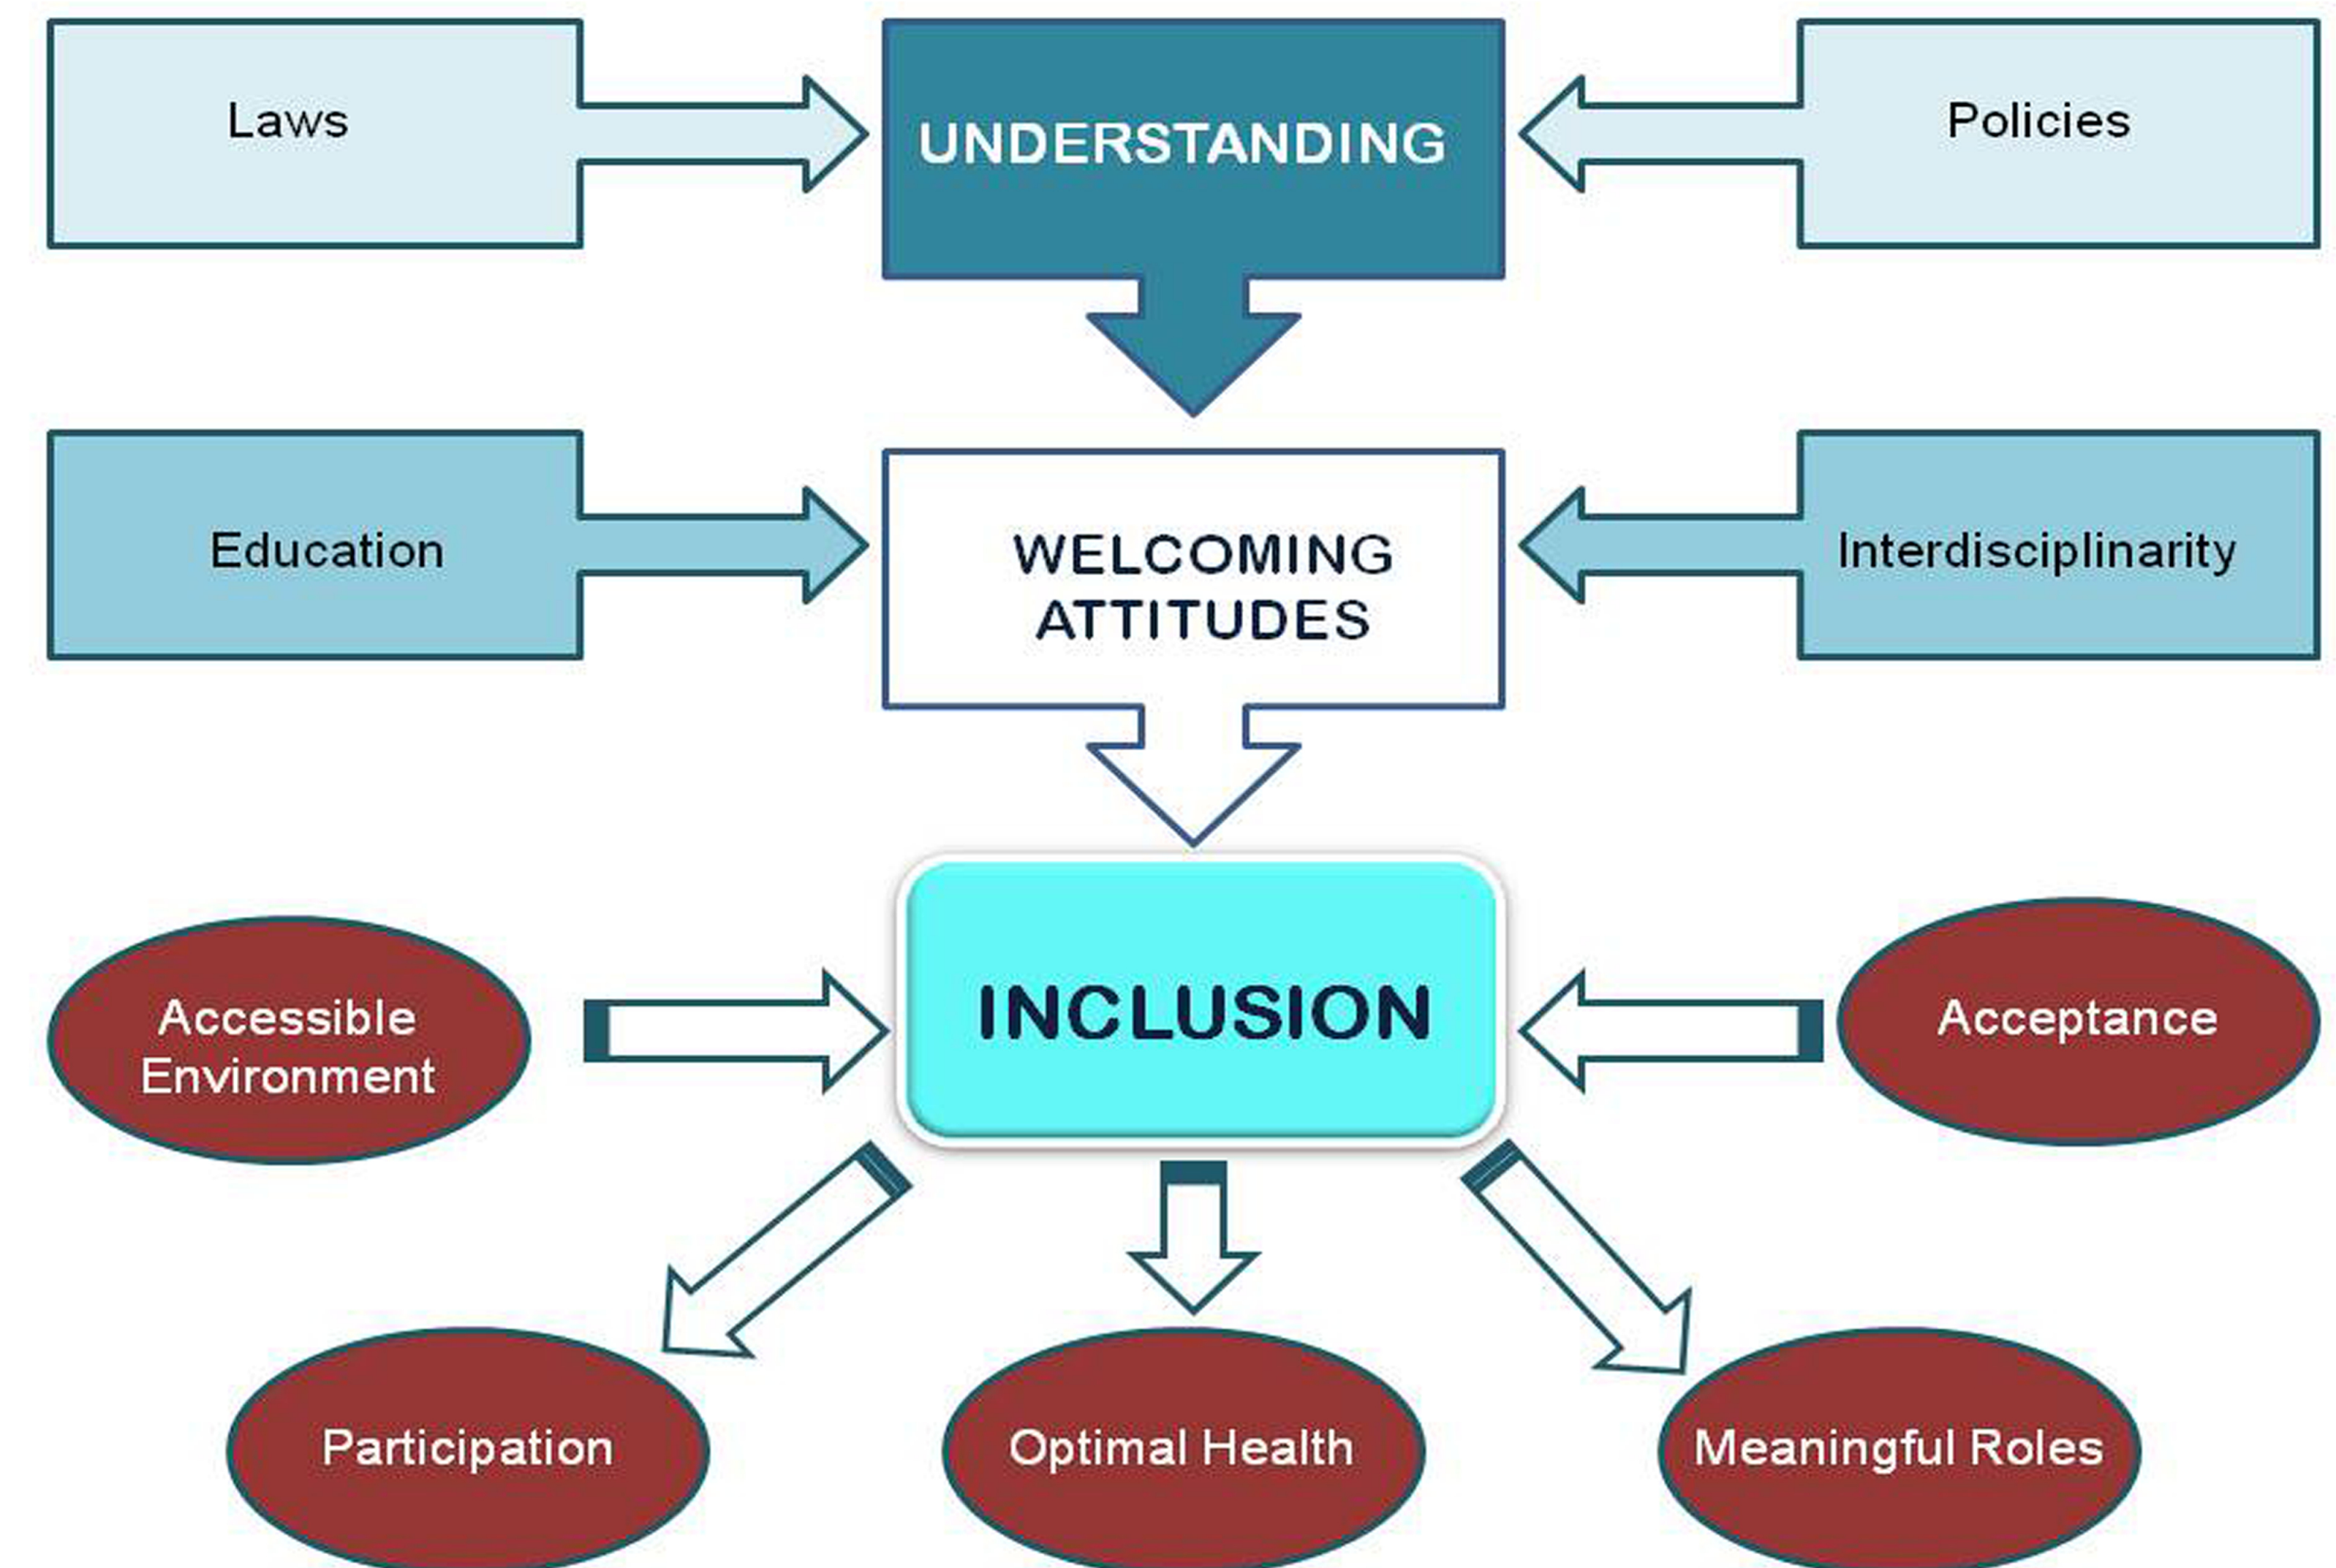 Laws
UNDERSTANDING
Policies
Education
WELCOMING
ATTITUDES
Interdisciplinarity
Accessible
Environment
INCLUSION
Acceptance
Participation
Optimal Health
Meaningful Roles